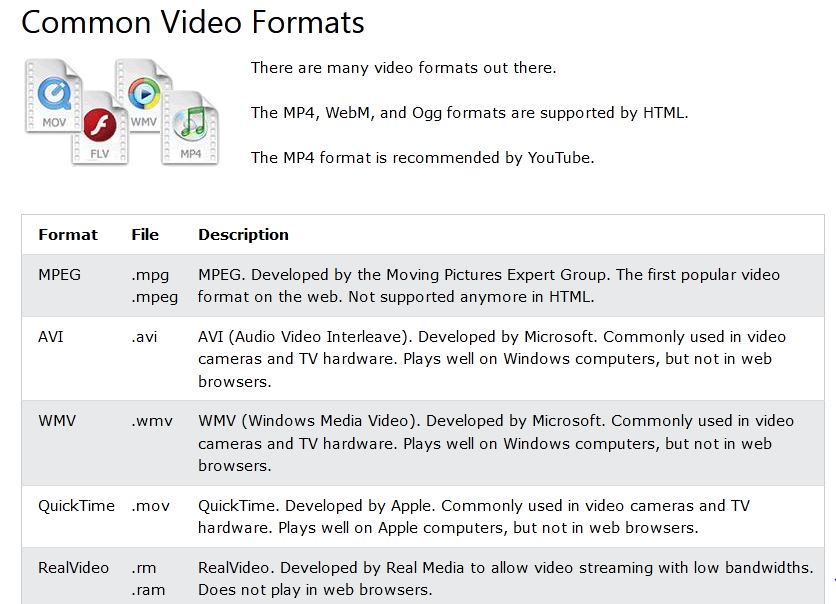 Common Video Formats
MOV
WMV
FLV
MP4
There are many video formats out there.
The MP4, WebM, and Ogg formats are supported by HTML.
The MP4 format is recommended by YouTube.
Format File Description
MPEG .mpg MPEG. Developed by the Moving Pictures Expert Group. The first popular video
.mpeg format on the web. Not supported anymore in HTML.
AVI .avi AVI (Audio Video Interleave). Developed by Microsoft. Commonly used in video
cameras and TV hardware. Plays well on Windows computers, but not in web
browsers.
WMV .wmv WMV (Windows Media Video). Developed by Microsoft. Commonly used in video
cameras and TV hardware. Plays well on Windows computers, but not in web
browsers.
QuickTime .mov QuickTime. Developed by Apple. Commonly used in video cameras and TV
hardware. Plays well on Apple computers, but not in web browsers.
RealVideo .rm RealVideo. Developed by Real Media to allow video streaming with low bandwidths.
.ram Does not play in web browsers.